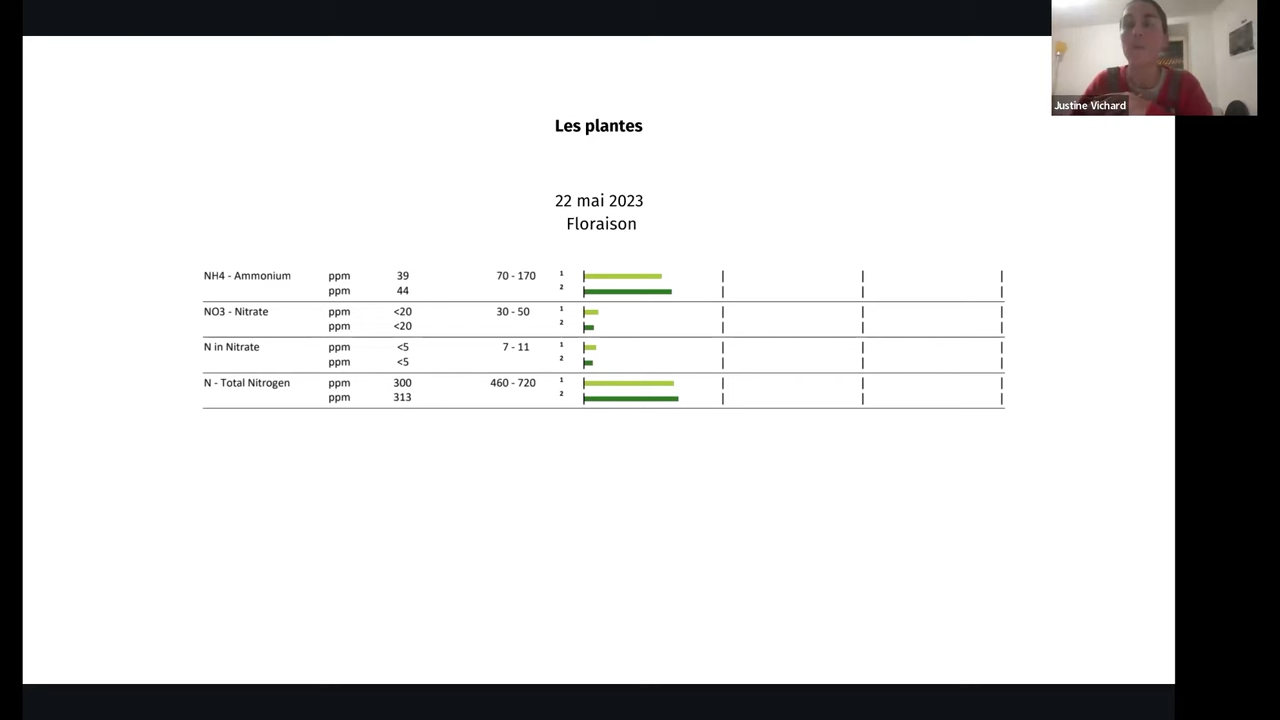 Justine Vichard
Les plantes
22 mai 2023
Floraison
NH4 - Ammonium ppm 39 70 - 170 1
ppm 44 2
NO3 - Nitrate ppm <20 30 - 50 1
ppm <20 2
N in Nitrate ppm <5 7 - 11 1
ppm <5 2
N - Total Nitrogen ppm 300 460 - 720 1
ppm 313 2